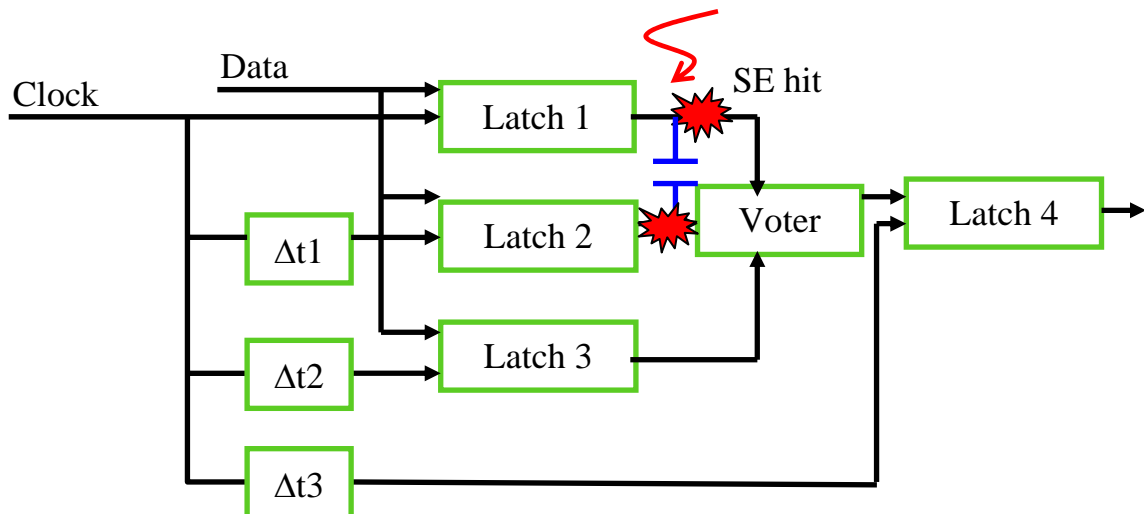 Data
Clock
SE hit
Latch 1
Latch 2
Voter
Latch 4
Δt1
Latch 3
Δt2
Δt3